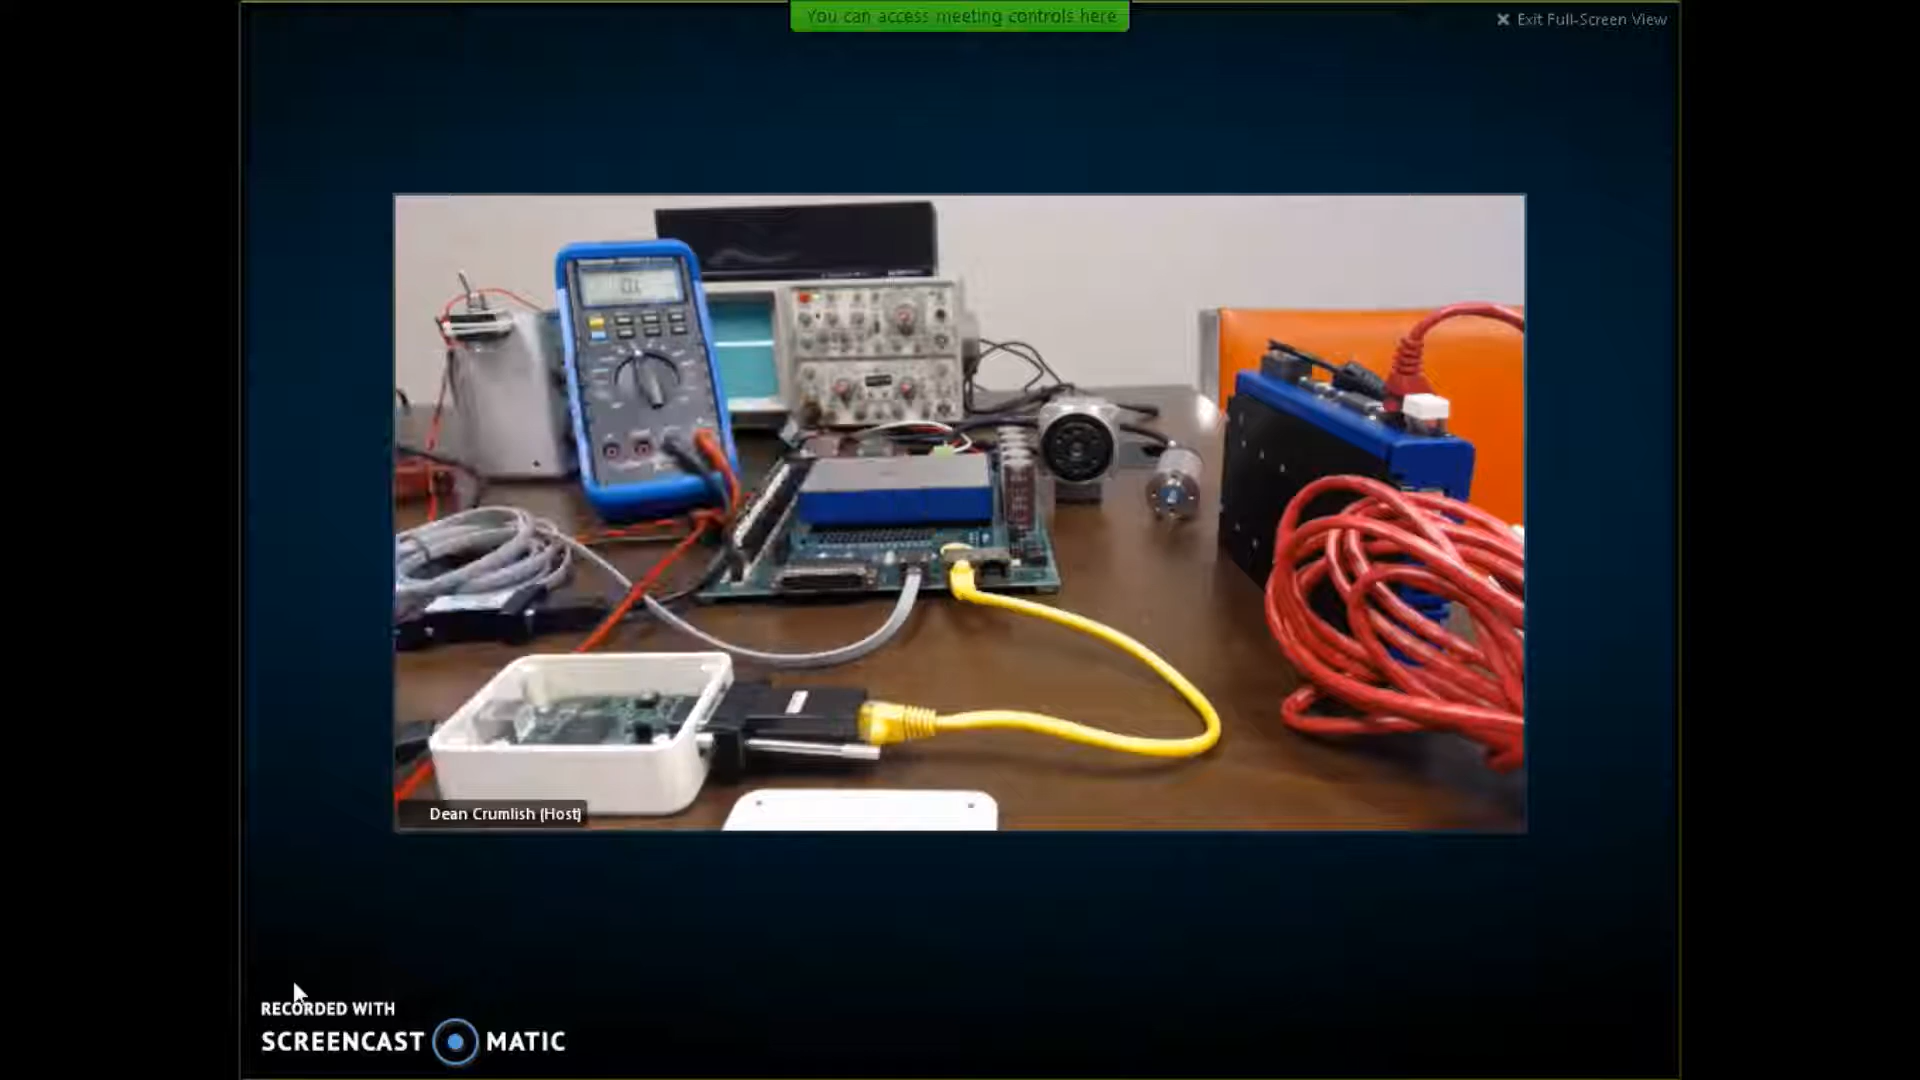 You can access meeting controls here
Exit Full-Screen View
Dean Crumlish (Host)
RECORDED WITH
SCREENCAST MATIC